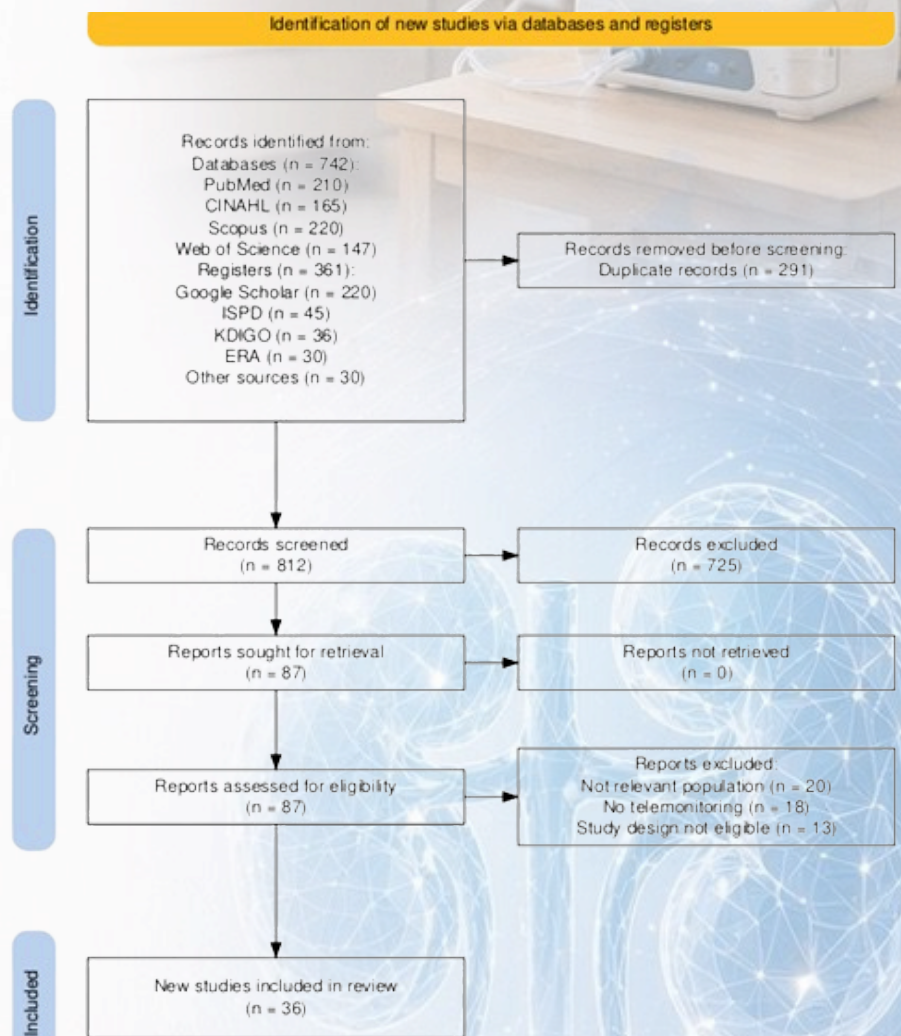 Identification of new studies via databases and registers
Identification
Records identified from:
Databases (n = 742):
PubMed (n = 210)
CINAHL (n = 165)
Scopus (n = 220)
Web of Science (n = 147)
Registers (n = 361):
Google Scholar (n = 220)
ISPD (n = 45)
KDIGO (n = 36)
ERA (n = 30)
Other sources (n = 30)
Records removed before screening:
Duplicate records (n = 291)
Screening
Records screened
(n = 812)
Records excluded
(n = 725)
Reports sought for retrieval
(n = 87)
Reports not retrieved
(n = 0)
Reports assessed for eligibility
(n = 87)
Reports excluded:
Not relevant population (n = 20)
No telemonitoring (n = 18)
Study design not eligible (n = 13)
Included
New studies included in review
(n = 36)